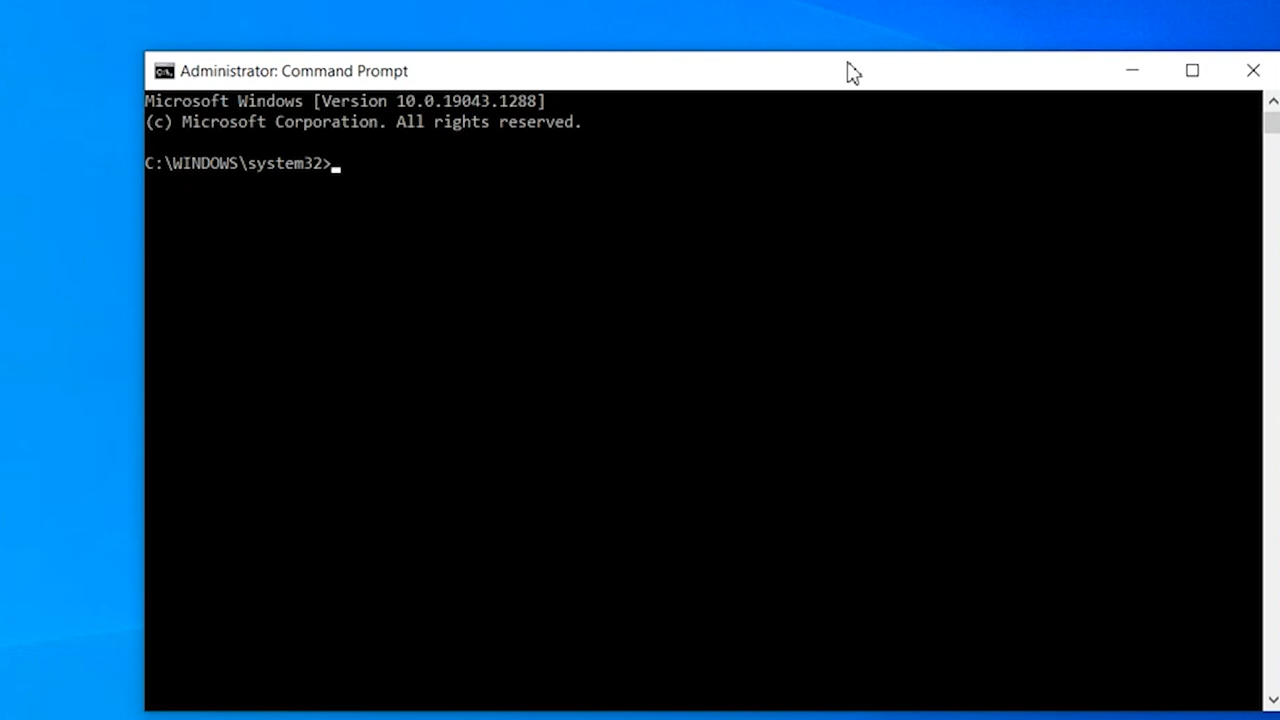 Administrator: Command Prompt
Microsoft Windows [Version 10.0.19043.1288]
(c) Microsoft Corporation. All rights reserved.
C:\WINDOWS\system32>